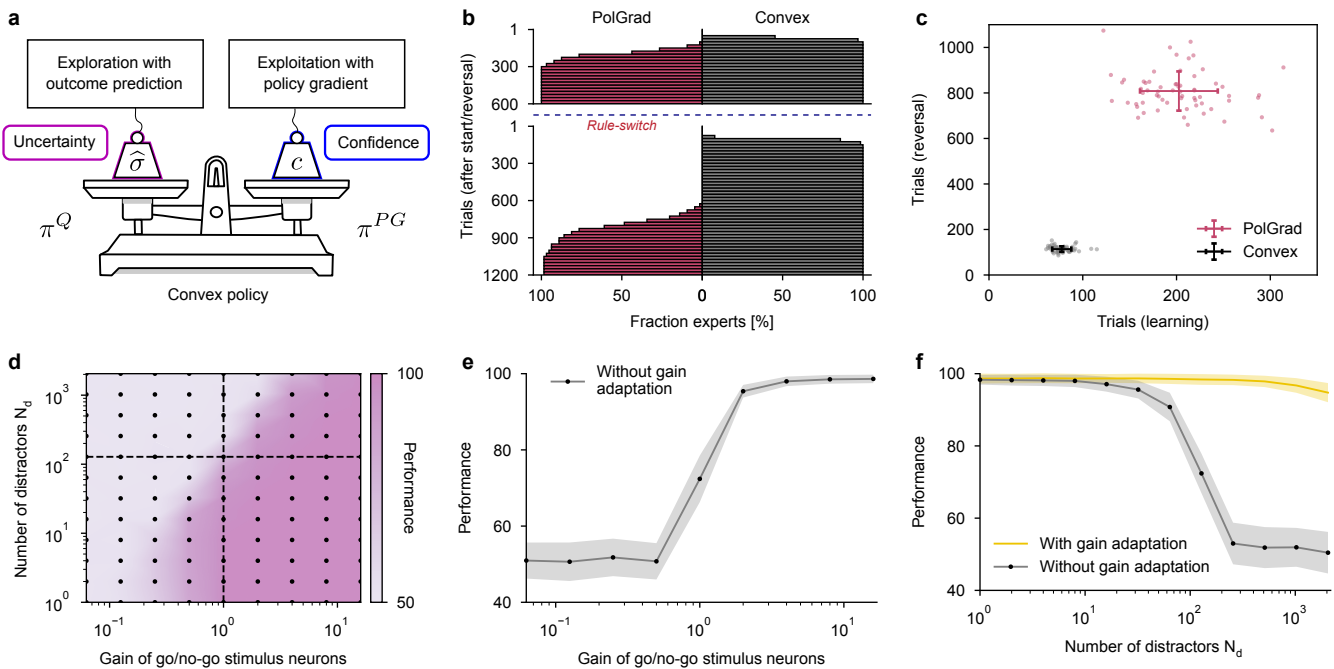 a
Exploration with
outcome prediction
Exploitation with
policy gradient
Uncertainty
σ̂
c
Confidence
π^Q
π^{PG}
Convex policy
b
PolGrad
Convex
Trials (after start/reversal)
1
300
600
Rule-switch
1
300
600
900
1200
100
50
0
50
100
Fraction experts [%]
c
Trials (reversal)
1000
800
600
400
200
0
PolGrad
Convex
0
100
200
300
Trials (learning)
d
Number of distractors N_d
10^3
10^2
10^1
10^0
10^−1
10^0
10^1
Gain of go/no-go stimulus neurons
100
50
Performance
e
Performance
100
80
60
40
Without gain
adaptation
10^−1
10^0
10^1
Gain of go/no-go stimulus neurons
f
Performance
100
80
60
40
With gain adaptation
Without gain adaptation
10^0
10^1
10^2
10^3
Number of distractors N_d